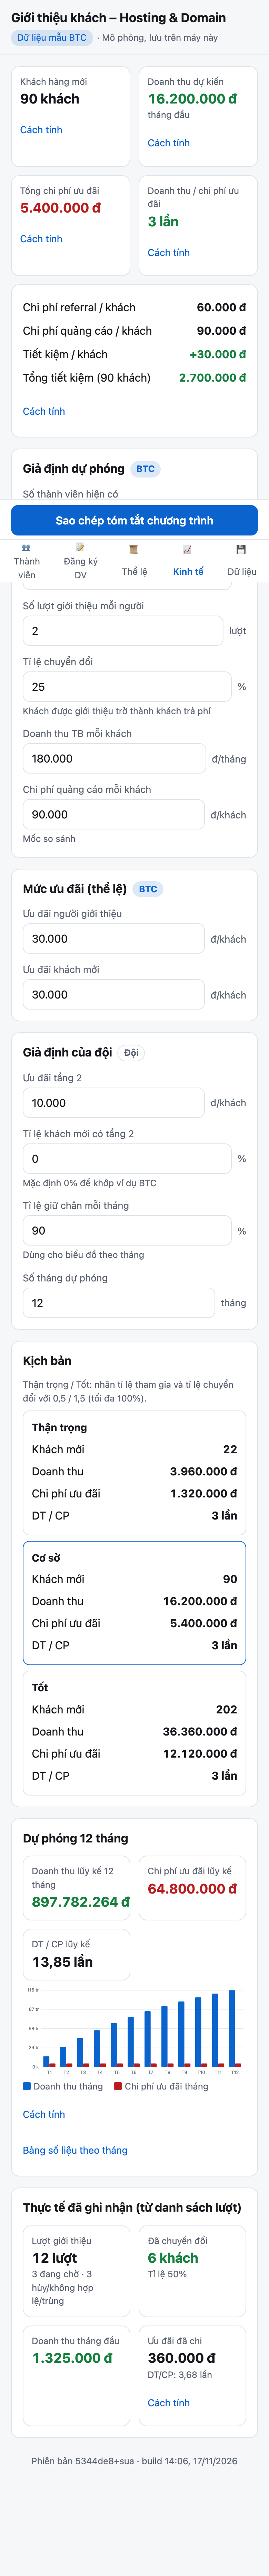 Giới thiệu khách – Hosting & Domain
Dữ liệu mẫu BTC · Mô phỏng, lưu trên máy này
Khách hàng mới
90 khách
Cách tính
Doanh thu dự kiến
16.200.000 đ
tháng đầu
Cách tính
Tổng chi phí ưu đãi
5.400.000 đ
Cách tính
Doanh thu / chi phí ưu
đãi
3 lần
Cách tính
Chi phí referral / khách 60.000 đ
Chi phí quảng cáo / khách 90.000 đ
Tiết kiệm / khách +30.000 đ
Tổng tiết kiệm (90 khách) 2.700.000 đ
Cách tính
Giả định dự phóng BTC
Số thành viên hiện có
Sao chép tóm tắt chương trình
Thành
viên
Đăng ký
DV
Thể lệ
Kinh tế
Dữ liệu
Số lượt giới thiệu mỗi người
2 lượt
Tỉ lệ chuyển đổi
25 %
Khách được giới thiệu trở thành khách trả phí
Doanh thu TB mỗi khách
180.000 đ/tháng
Chi phí quảng cáo mỗi khách
90.000 đ/khách
Mốc so sánh
Mức ưu đãi (thể lệ) BTC
Ưu đãi người giới thiệu
30.000 đ/khách
Ưu đãi khách mới
30.000 đ/khách
Giả định của đội Đội
Ưu đãi tầng 2
10.000 đ/khách
Tỉ lệ khách mới có tầng 2
0 %
Mặc định 0% để khớp ví dụ BTC
Tỉ lệ giữ chân mỗi tháng
90 %
Dùng cho biểu đồ theo tháng
Số tháng dự phóng
12 tháng
Kịch bản
Thận trọng / Tốt: nhân tỉ lệ tham gia và tỉ lệ chuyển
đổi với 0,5 / 1,5 (tối đa 100%).
Thận trọng
Khách mới 22
Doanh thu 3.960.000 đ
Chi phí ưu đãi 1.320.000 đ
DT / CP 3 lần
Cơ sở
Khách mới 90
Doanh thu 16.200.000 đ
Chi phí ưu đãi 5.400.000 đ
DT / CP 3 lần
Tốt
Khách mới 202
Doanh thu 36.360.000 đ
Chi phí ưu đãi 12.120.000 đ
DT / CP 3 lần
Dự phóng 12 tháng
Doanh thu lũy kế 12
tháng
897.782.264 đ
Chi phí ưu đãi lũy kế
64.800.000 đ
DT / CP lũy kế
13,85 lần
116 tr
87 tr
58 tr
29 tr
0 k
T1 T2 T3 T4 T5 T6 T7 T8 T9 T10 T11 T12
Doanh thu tháng Chi phí ưu đãi tháng
Cách tính
Bảng số liệu theo tháng
Thực tế đã ghi nhận (từ danh sách lượt)
Lượt giới thiệu
12 lượt
3 đang chờ · 3
hủy/không hợp
lệ/trùng
Đã chuyển đổi
6 khách
Tỉ lệ 50%
Doanh thu tháng đầu
1.325.000 đ
Ưu đãi đã chi
360.000 đ
DT/CP: 3,68 lần
Cách tính
Phiên bản 5344de8+sua · build 14:06, 17/11/2026